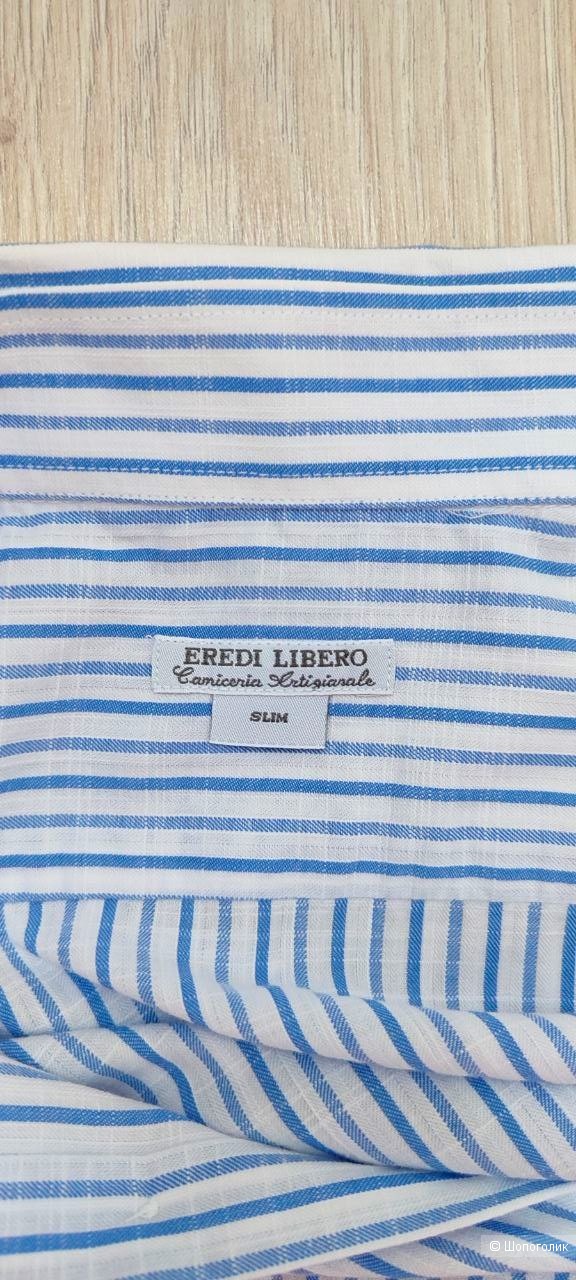 EREDI LIBERO
Camiceria Artigianale
SLIM
© Шопоголик